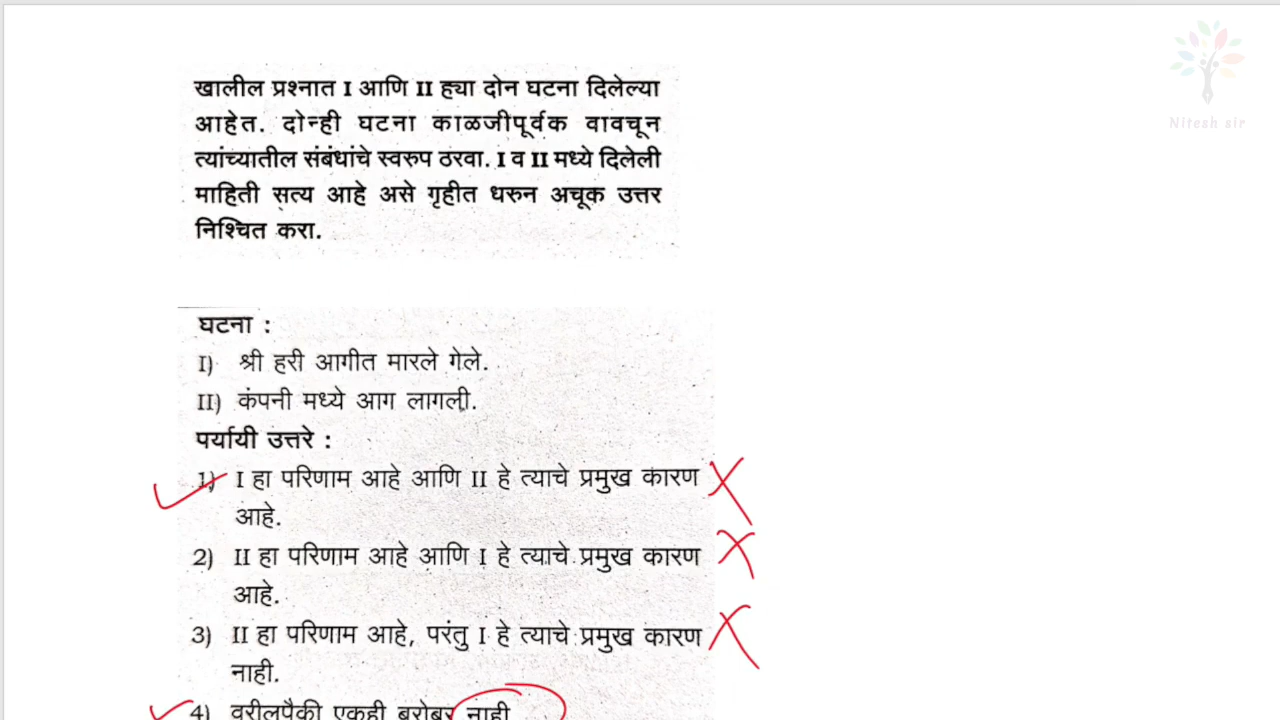 Nitesh sir
खालील प्रश्नात I आणि II ह्या दोन घटना दिलेल्या
आहेत. दोन्ही घटना काळजीपूर्वक वावचून
त्यांच्यातील संबंधांचे स्वरुप ठरवा. I व II मध्ये दिलेली
माहिती सत्य आहे असे गृहीत धरुन अचूक उत्तर
निश्चित करा.
घटना :
I) श्री हरी आगीत मारले गेले.
II) कंपनी मध्ये आग लागली.
पर्यायी उत्तरे :
1) I हा परिणाम आहे आणि II हे त्याचे प्रमुख कारण
आहे.
2) II हा परिणाम आहे आणि I हे त्याचे प्रमुख कारण
आहे.
3) II हा परिणाम आहे, परंतु I हे त्याचे प्रमुख कारण
नाही.
4) वरीलपैकी एकही बरोबर नाही